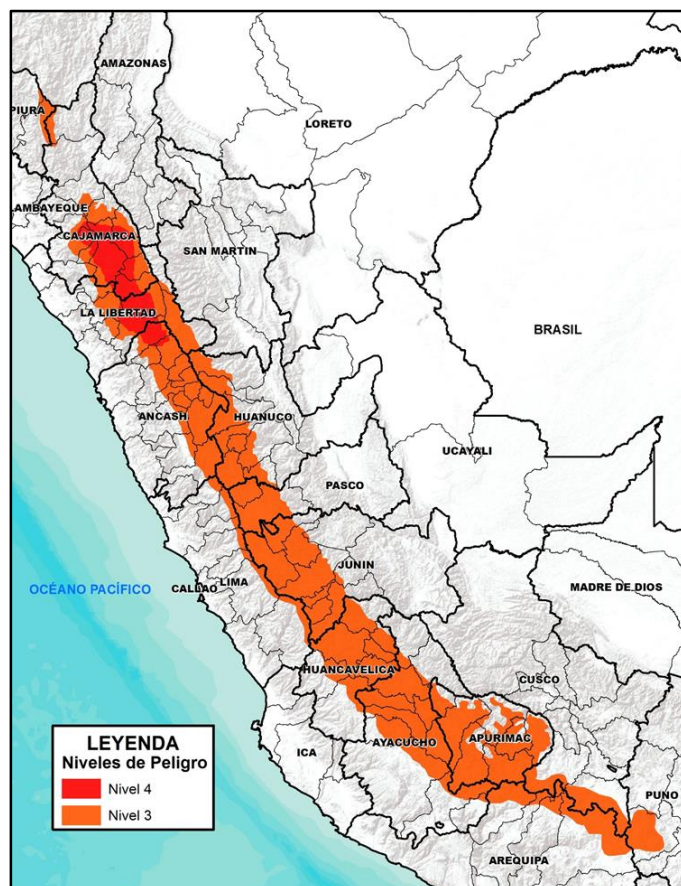 AMAZONAS
PIURA
LORETO
AMBAYEQUE
CAJAMARCA
SAN MARTIN
LA LIBERTAD
BRASIL
ANCASH
HUANUCO
UCAYALI
PASCO
JUNIN
OCÉANO PACÍFICO
CALLAO
LIMA
MADRE DE DIOS
HUANCAVELICA
CUSCO
LEYENDA
Niveles de Peligro
Nivel 4
Nivel 3
ICA
AYACUCHO
APURIMAC
PUNO
AREQUIPA